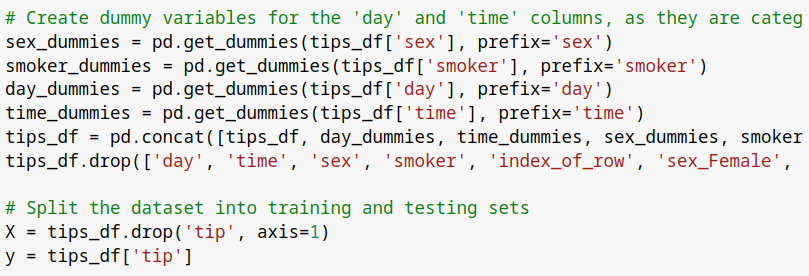 # Create dummy variables for the 'day' and 'time' columns, as they are categ
sex_dummies = pd.get_dummies(tips_df['sex'], prefix='sex')
smoker_dummies = pd.get_dummies(tips_df['smoker'], prefix='smoker')
day_dummies = pd.get_dummies(tips_df['day'], prefix='day')
time_dummies = pd.get_dummies(tips_df['time'], prefix='time')
tips_df = pd.concat([tips_df, day_dummies, time_dummies, sex_dummies, smoker
tips_df.drop(['day', 'time', 'sex', 'smoker', 'index_of_row', 'sex_Female',
# Split the dataset into training and testing sets
X = tips_df.drop('tip', axis=1)
y = tips_df['tip']